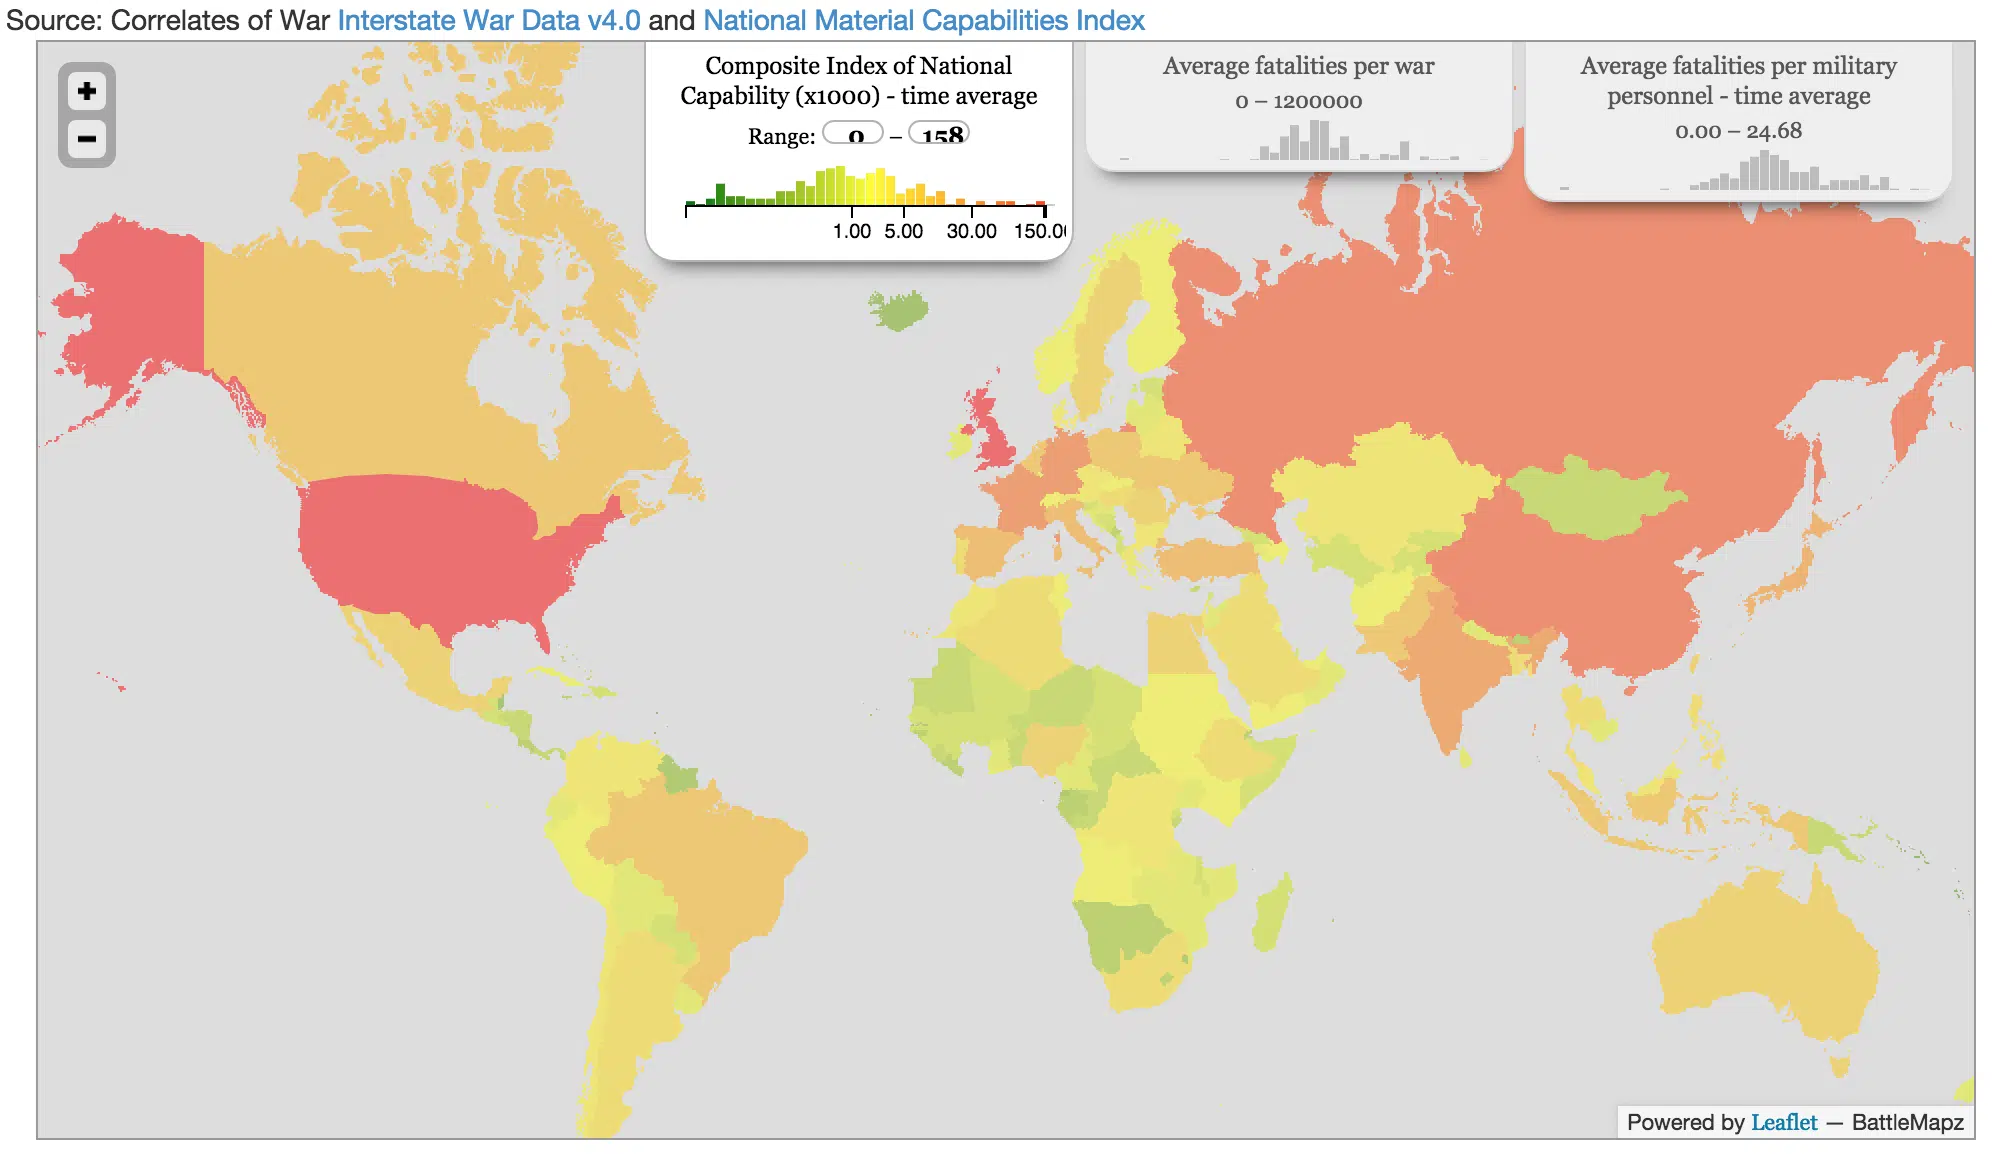 Source: Correlates of War Interstate War Data v4.0 and National Material Capabilities Index
+
−
Composite Index of National
Capability (x1000) - time average
Range: 0 – 158
1.00 5.00 30.00 150.0
Average fatalities per war
0 – 1200000
Average fatalities per military
personnel - time average
0.00 – 24.68
Powered by Leaflet — BattleMapz